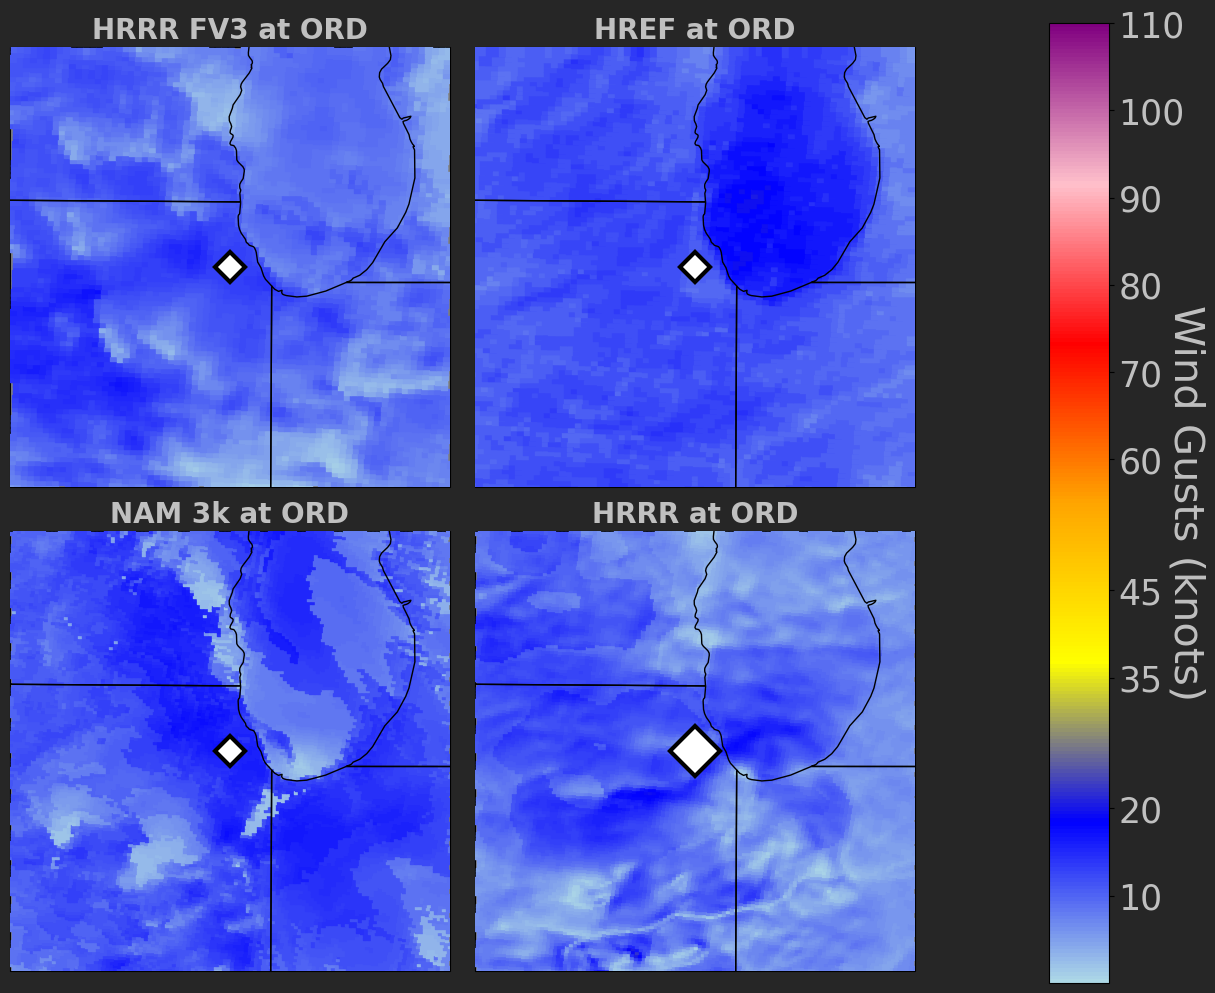 HRRR FV3 at ORD
HREF at ORD
NAM 3k at ORD
HRRR at ORD
110
100
90
80
70
60
45
35
20
10
Wind Gusts (knots)